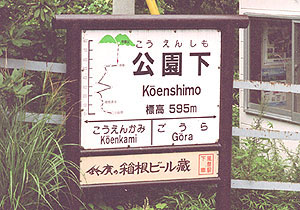 こうえんしも
公園下
Kōenshimo
標高 595m
こうえんかみ
Kōenkami
ごうら
Gōra
箱根ビール蔵